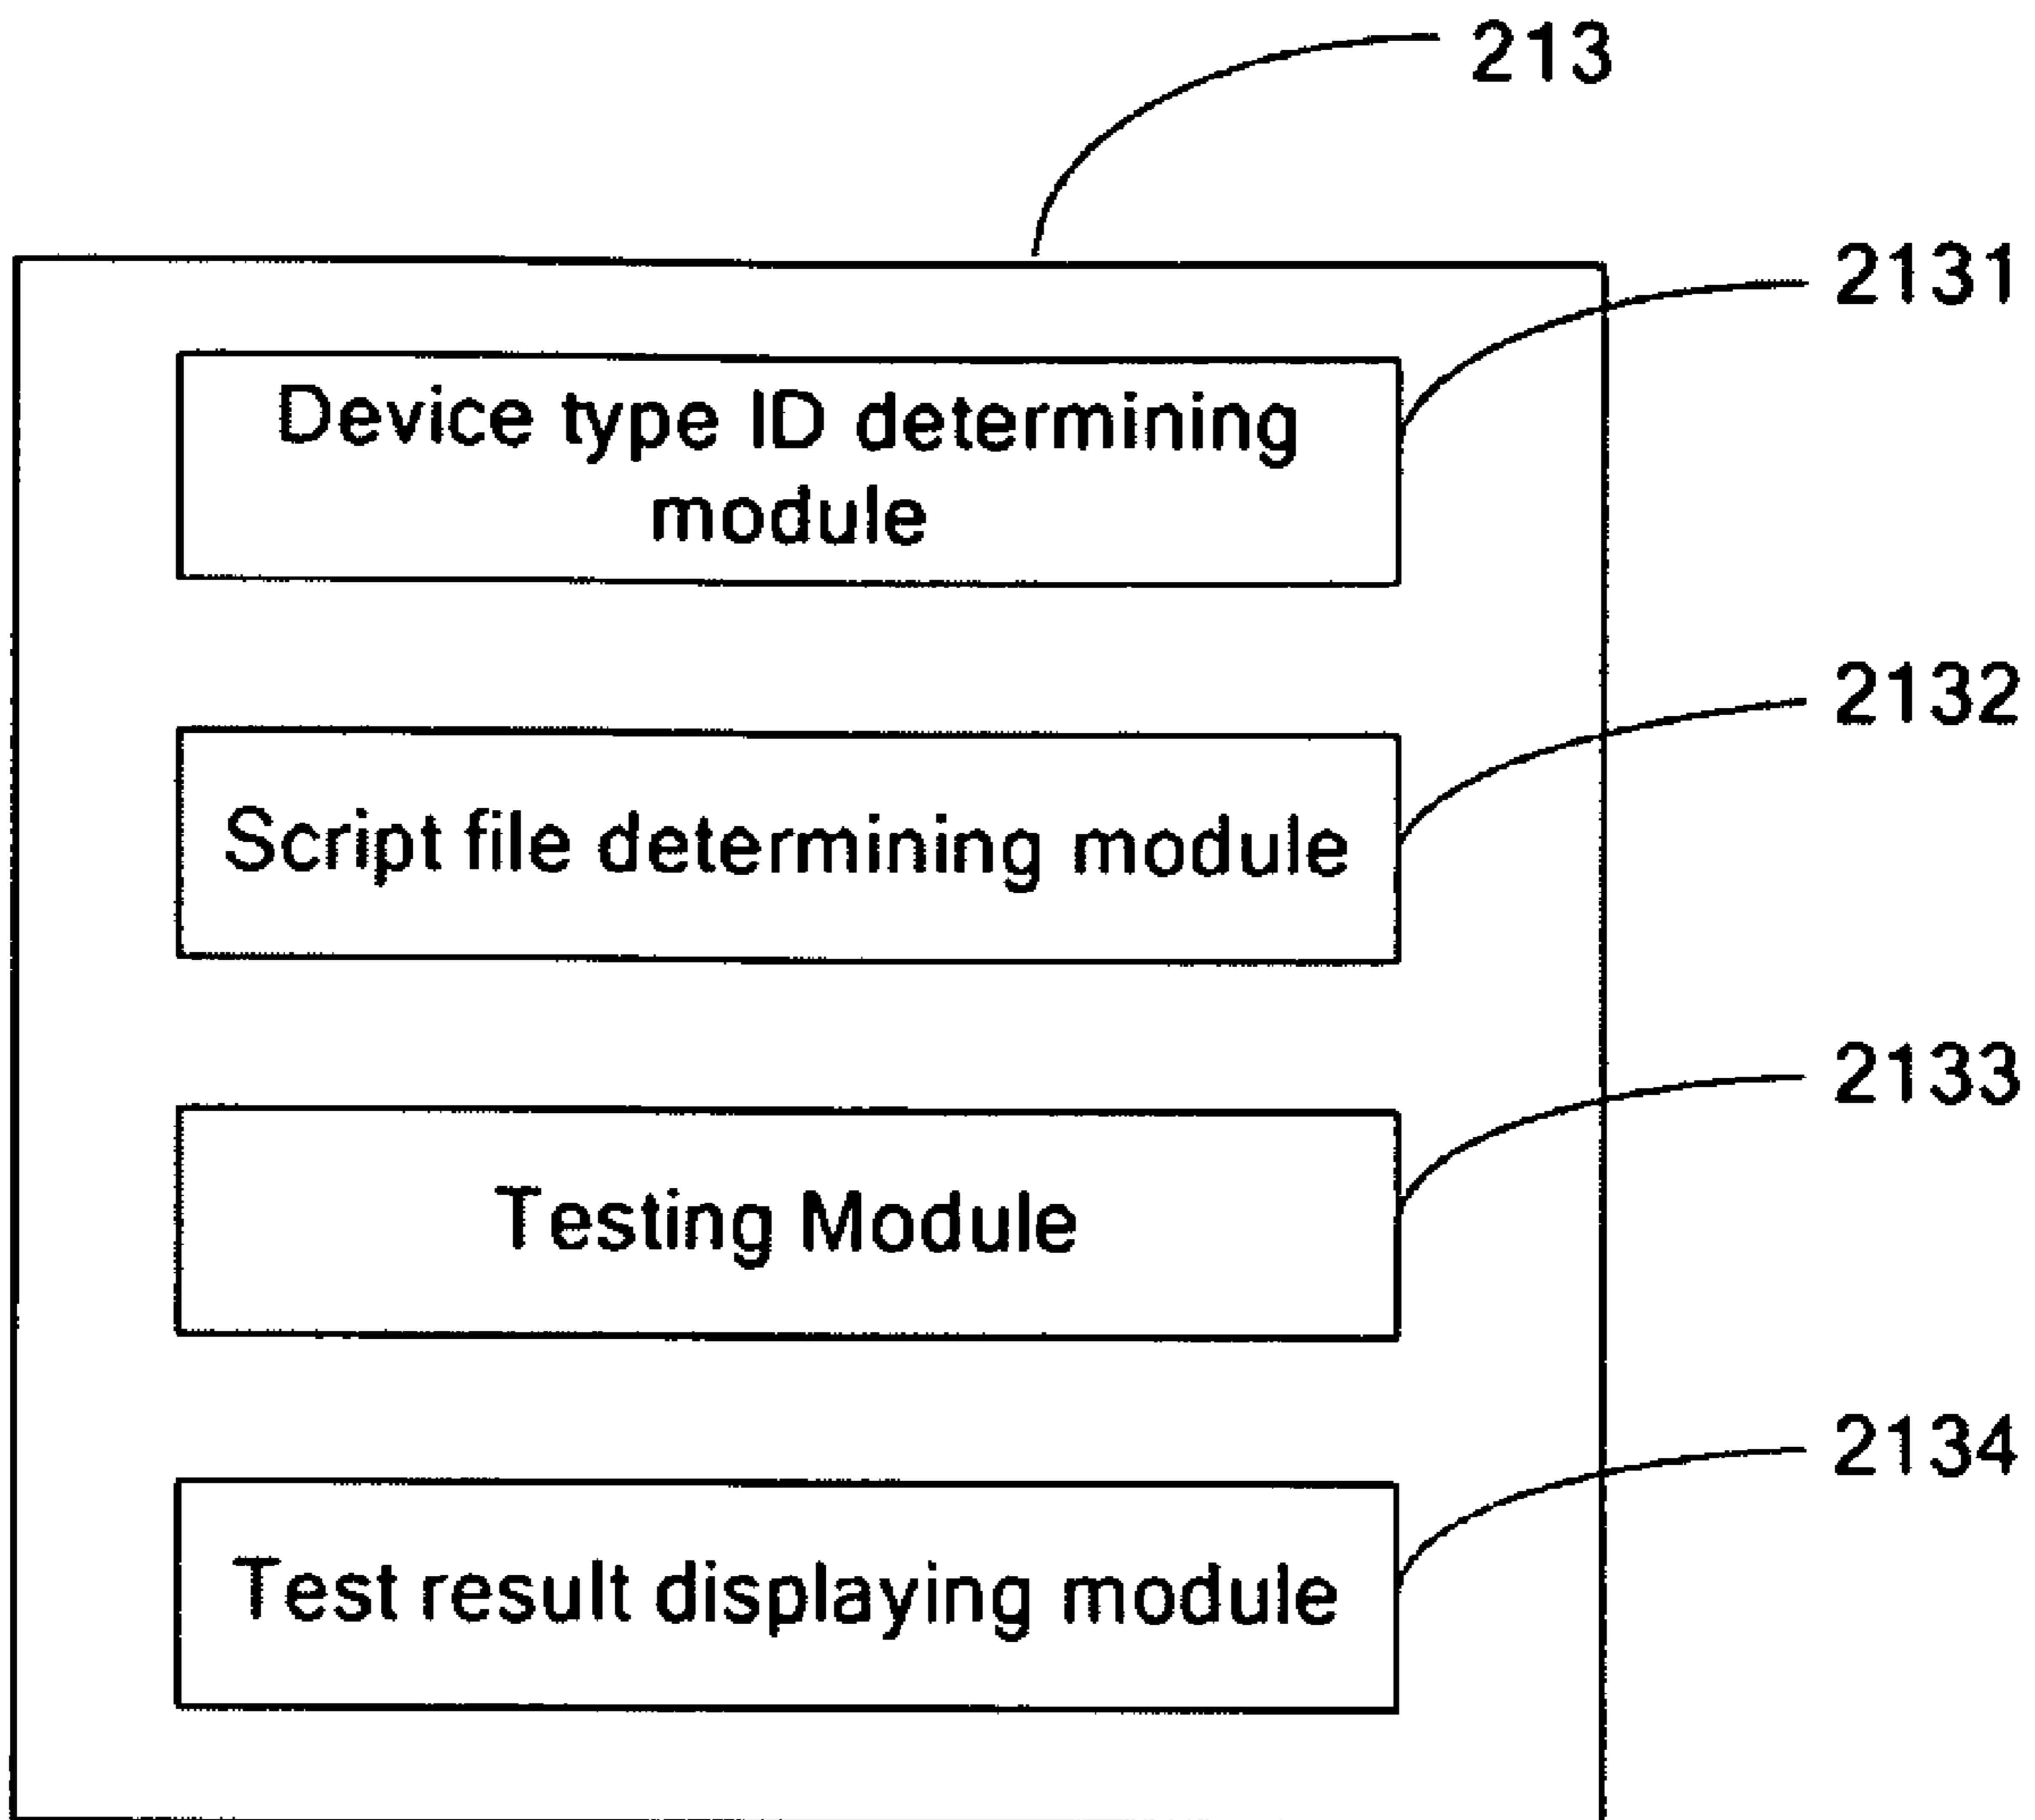 213
2131
Device type ID determining
module
2132
Script file determining module
2133
Testing Module
2134
Test result displaying module